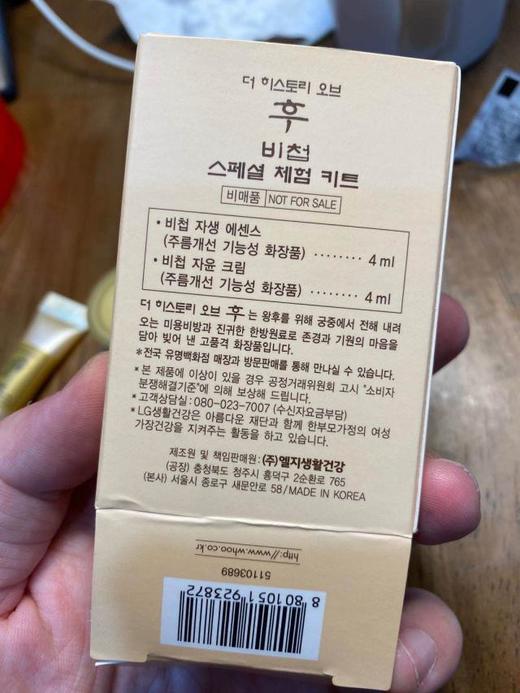 더 히스토리 오브
후
비첩
스페셜 체험 키트
비매품 NOT FOR SALE
• 비첩 자생 에센스
(주름개선 기능성 화장품) ········ 4 ml
• 비첩 자윤 크림
(주름개선 기능성 화장품) ········ 4 ml
더 히스토리 오브 후 는 왕후를 위해 궁중에서 전해 내려
오는 미용비방과 진귀한 한방원료로 존경과 기원의 마음을
담아 빚어 낸 고품격 화장품입니다.
*전국 유명백화점 매장과 방문판매를 통해 만나실 수 있습니다.
*본 제품에 이상이 있을 경우 공정거래위원회 고시 "소비자
분쟁해결기준"에 의해 보상해 드립니다.
*고객상담실 : 080-023-7007 (수신자요금부담)
*LG생활건강은 아름다운 재단과 함께 한부모가정의 여성
가장건강을 지켜주는 활동을 하고 있습니다.
제조원 및 책임판매원 : (주)엘지생활건강
(공장) 충청북도 청주시 흥덕구 2순환로 765
(본사) 서울시 종로구 새문안로 58 / MADE IN KOREA
http://www.whoo.co.kr
51103689
8 801051 923872